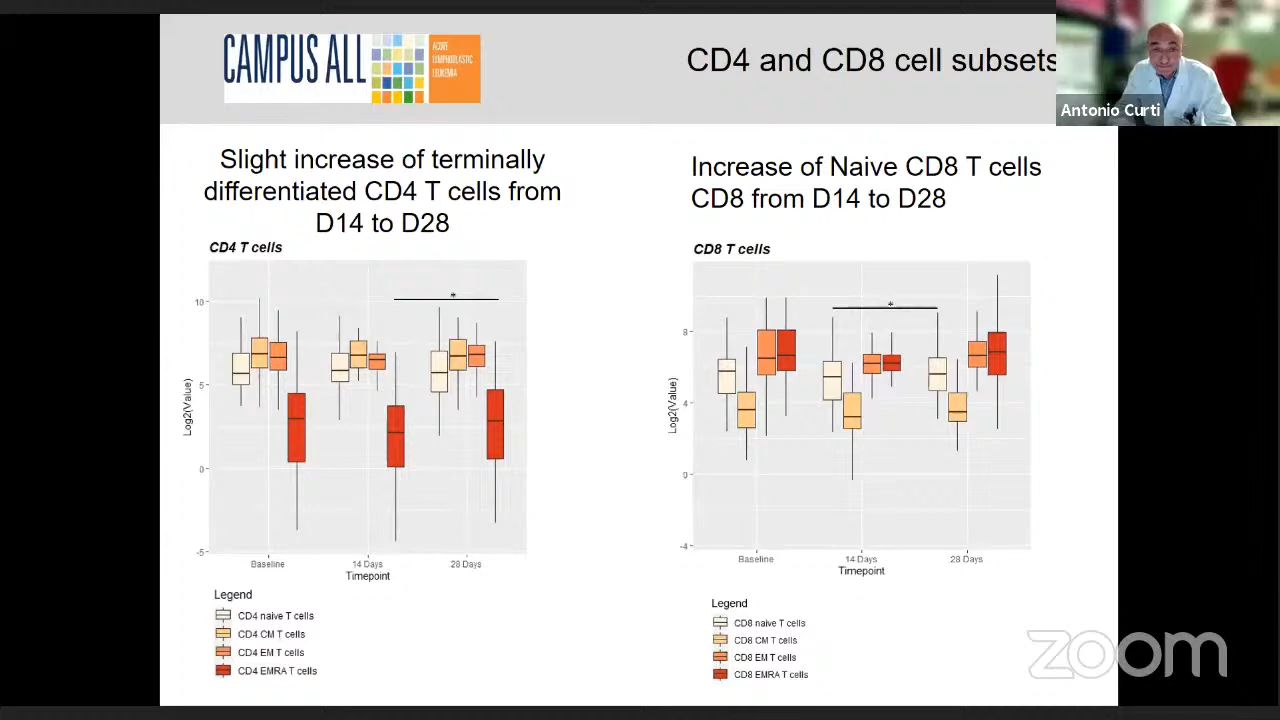 CAMPUS ALL
ACUTE
LYMPHOBLASTIC
LEUKEMIA
CD4 and CD8 cell subsets
Antonio Curti
Slight increase of terminally
differentiated CD4 T cells from
D14 to D28
CD4 T cells
*
10
5
0
-5
Log2(Value)
Baseline
14 Days
28 Days
Timepoint
Legend
CD4 naive T cells
CD4 CM T cells
CD4 EM T cells
CD4 EMRA T cells
Increase of Naive CD8 T cells
CD8 from D14 to D28
CD8 T cells
*
8
4
0
-4
Log2(Value)
Baseline
14 Days
28 Days
Timepoint
Legend
CD8 naive T cells
CD8 CM T cells
CD8 EM T cells
CD8 EMRA T cells
zoom